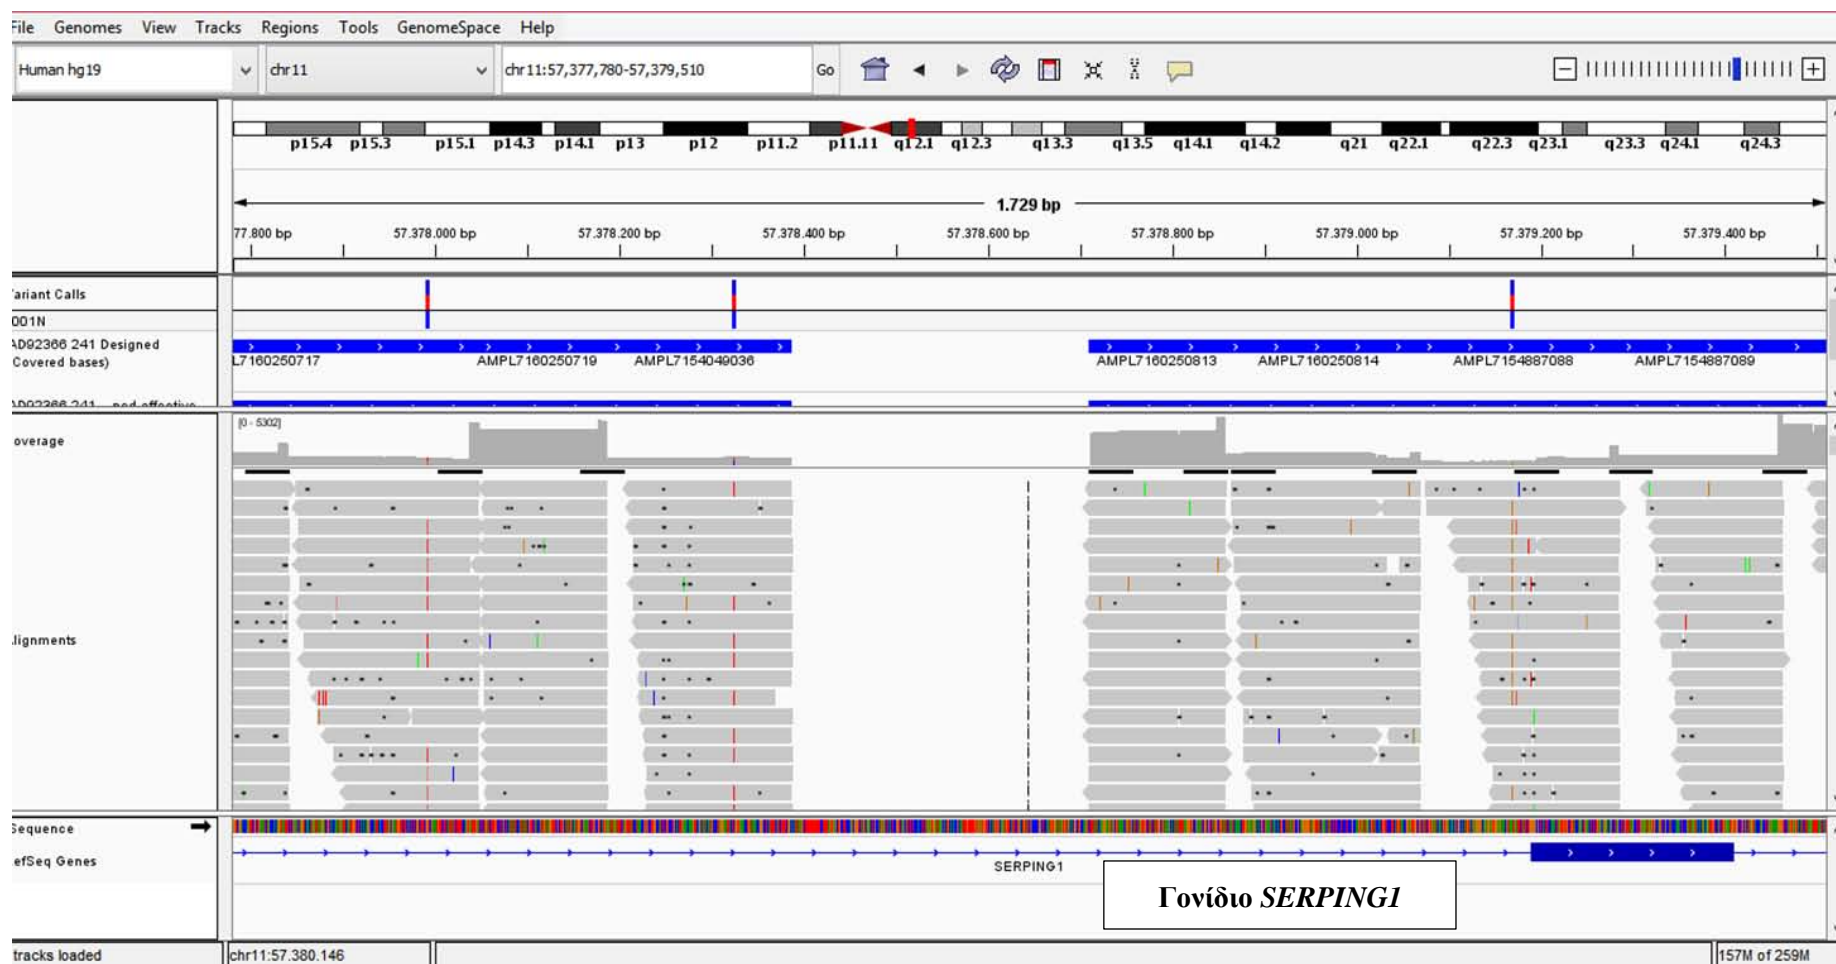 File Genomes View Tracks Regions Tools GenomeSpace Help
Human hg19 chr11 chr11:57,377,780-57,379,510 Go
p15.4 p15.3 p15.1 p14.3 p14.1 p13 p12 p11.2 p11.11 q12.1 q12.3 q13.3 q13.5 q14.1 q14.2 q21 q22.1 q22.3 q23.1 q23.3 q24.1 q24.3
1.729 bp
77.800 bp 57.378.000 bp 57.378.200 bp 57.378.400 bp 57.378.600 bp 57.378.800 bp 57.379.000 bp 57.379.200 bp 57.379.400 bp
ariant Calls
001N
AD92366 241 Designed
Covered bases)
L7160250717 AMPL7160250719 AMPL7154049036 AMPL7160250813 AMPL7160250814 AMPL7154887088 AMPL7154887089
[0 - 5302]
overage
lignments
Sequence
efSeq Genes
SERPING1
Γονίδιο SERPING1
tracks loaded chr11:57.380.146 157M of 259M